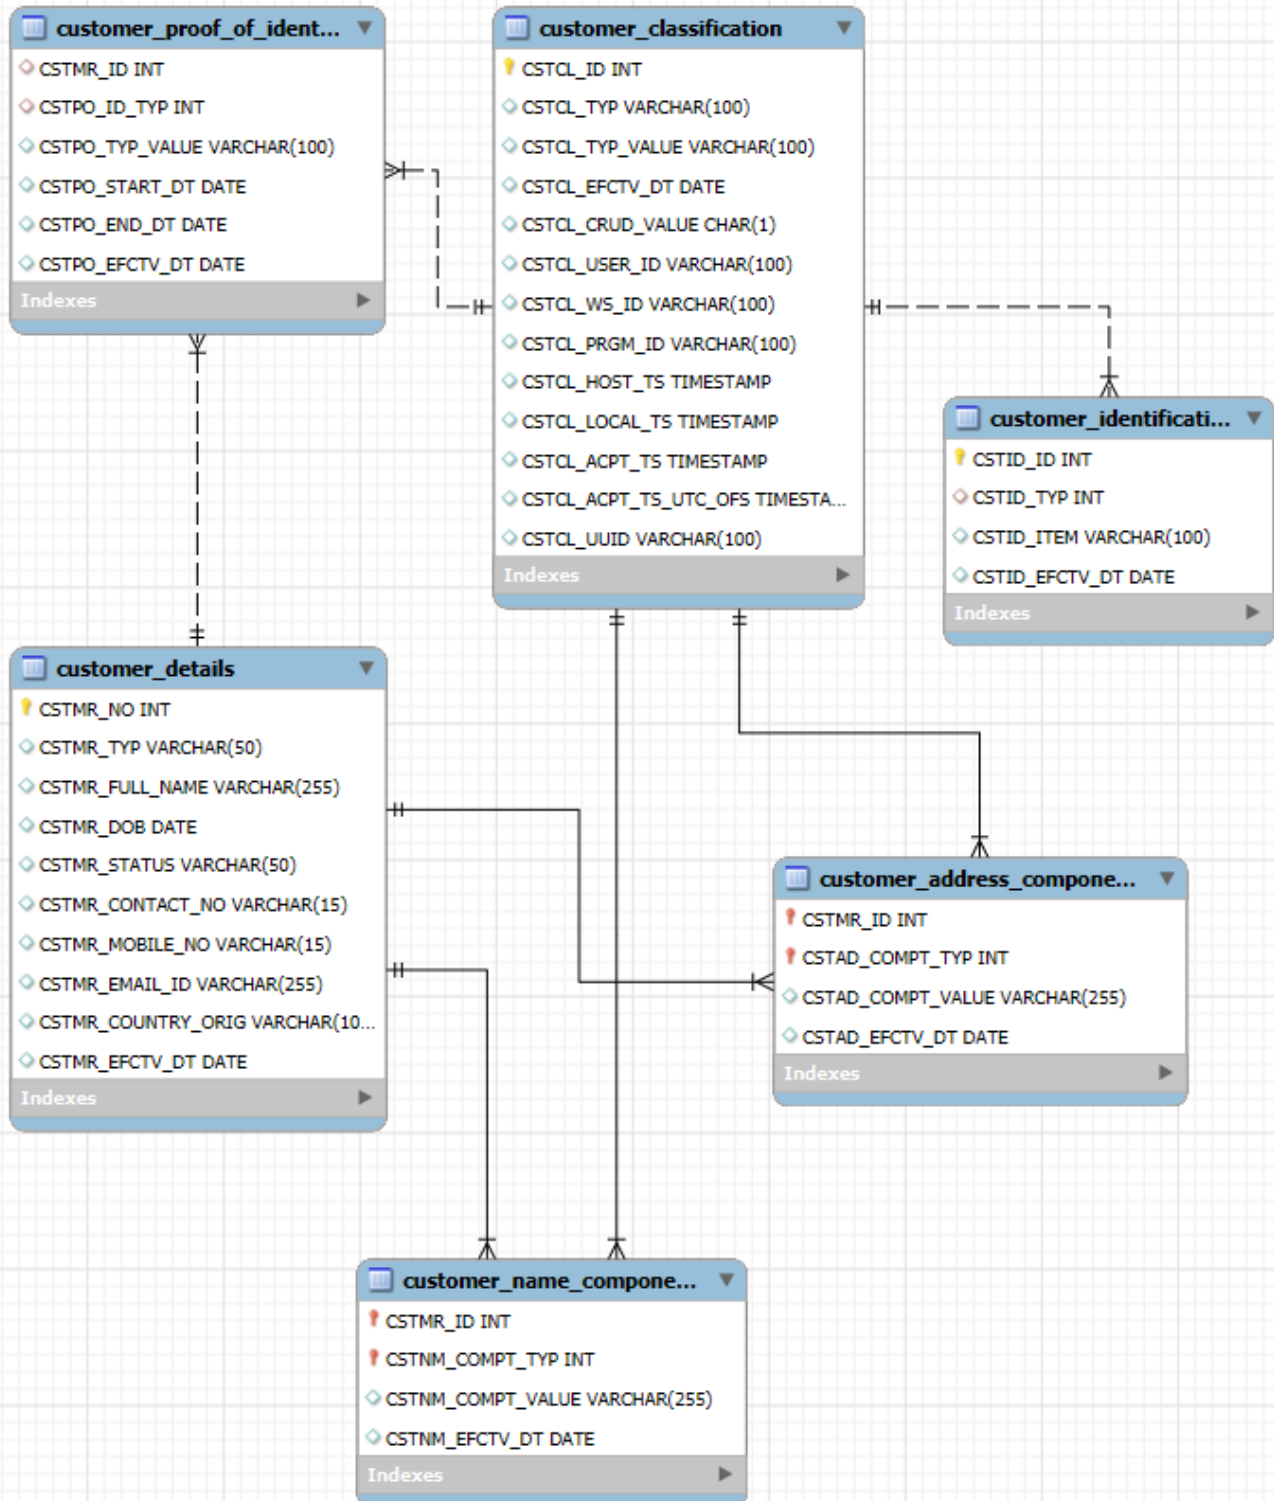 customer_proof_of_ident...
CSTMR_ID INT
CSTPO_ID_TYP INT
CSTPO_TYP_VALUE VARCHAR(100)
CSTPO_START_DT DATE
CSTPO_END_DT DATE
CSTPO_EFCTV_DT DATE
Indexes
customer_classification
CSTCL_ID INT
CSTCL_TYP VARCHAR(100)
CSTCL_TYP_VALUE VARCHAR(100)
CSTCL_EFCTV_DT DATE
CSTCL_CRUD_VALUE CHAR(1)
CSTCL_USER_ID VARCHAR(100)
CSTCL_WS_ID VARCHAR(100)
CSTCL_PRGM_ID VARCHAR(100)
CSTCL_HOST_TS TIMESTAMP
CSTCL_LOCAL_TS TIMESTAMP
CSTCL_ACPT_TS TIMESTAMP
CSTCL_ACPT_TS_UTC_OFS TIMESTA...
CSTCL_UUID VARCHAR(100)
Indexes
customer_identificati...
CSTID_ID INT
CSTID_TYP INT
CSTID_ITEM VARCHAR(100)
CSTID_EFCTV_DT DATE
Indexes
customer_details
CSTMR_NO INT
CSTMR_TYP VARCHAR(50)
CSTMR_FULL_NAME VARCHAR(255)
CSTMR_DOB DATE
CSTMR_STATUS VARCHAR(50)
CSTMR_CONTACT_NO VARCHAR(15)
CSTMR_MOBILE_NO VARCHAR(15)
CSTMR_EMAIL_ID VARCHAR(255)
CSTMR_COUNTRY_ORIG VARCHAR(10...
CSTMR_EFCTV_DT DATE
Indexes
customer_address_compone...
CSTMR_ID INT
CSTAD_COMPT_TYP INT
CSTAD_COMPT_VALUE VARCHAR(255)
CSTAD_EFCTV_DT DATE
Indexes
customer_name_compone...
CSTMR_ID INT
CSTNM_COMPT_TYP INT
CSTNM_COMPT_VALUE VARCHAR(255)
CSTNM_EFCTV_DT DATE
Indexes